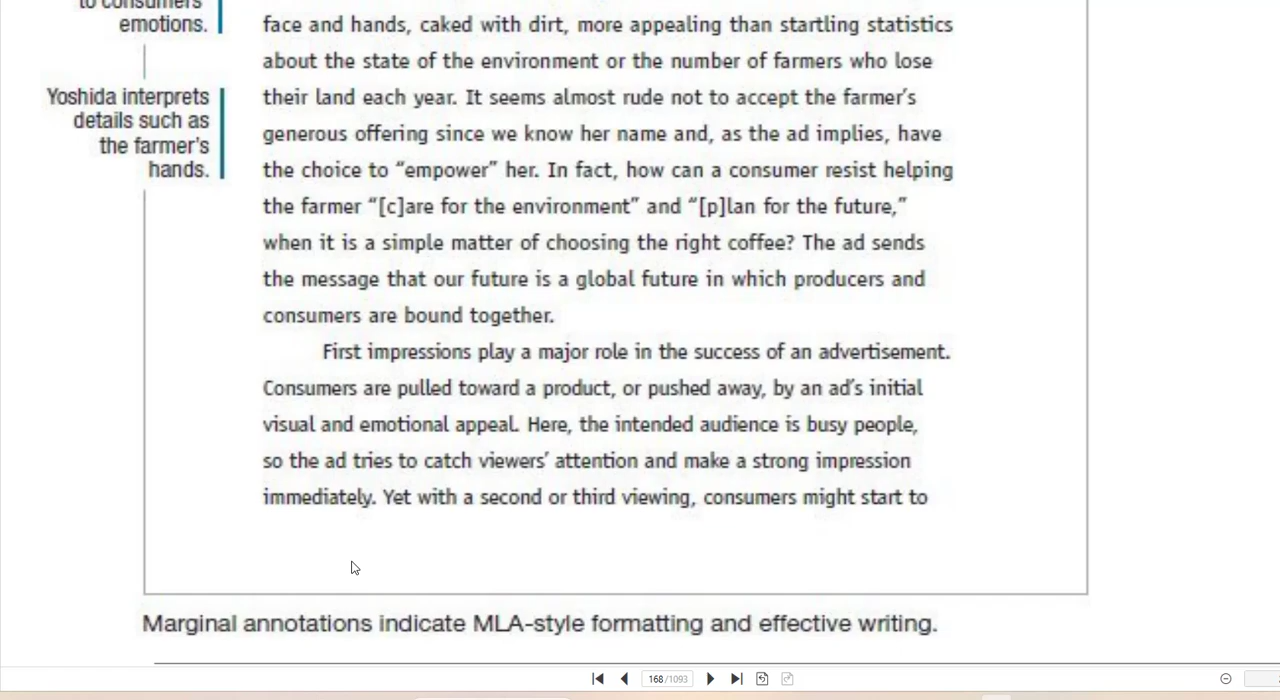 to consumers'
emotions.
face and hands, caked with dirt, more appealing than startling statistics
about the state of the environment or the number of farmers who lose
Yoshida interprets
details such as
the farmer's
hands.
their land each year. It seems almost rude not to accept the farmer's
generous offering since we know her name and, as the ad implies, have
the choice to “empower” her. In fact, how can a consumer resist helping
the farmer “[c]are for the environment” and “[p]lan for the future,”
when it is a simple matter of choosing the right coffee? The ad sends
the message that our future is a global future in which producers and
consumers are bound together.
First impressions play a major role in the success of an advertisement.
Consumers are pulled toward a product, or pushed away, by an ad's initial
visual and emotional appeal. Here, the intended audience is busy people,
so the ad tries to catch viewers' attention and make a strong impression
immediately. Yet with a second or third viewing, consumers might start to
Marginal annotations indicate MLA-style formatting and effective writing.
168/1093